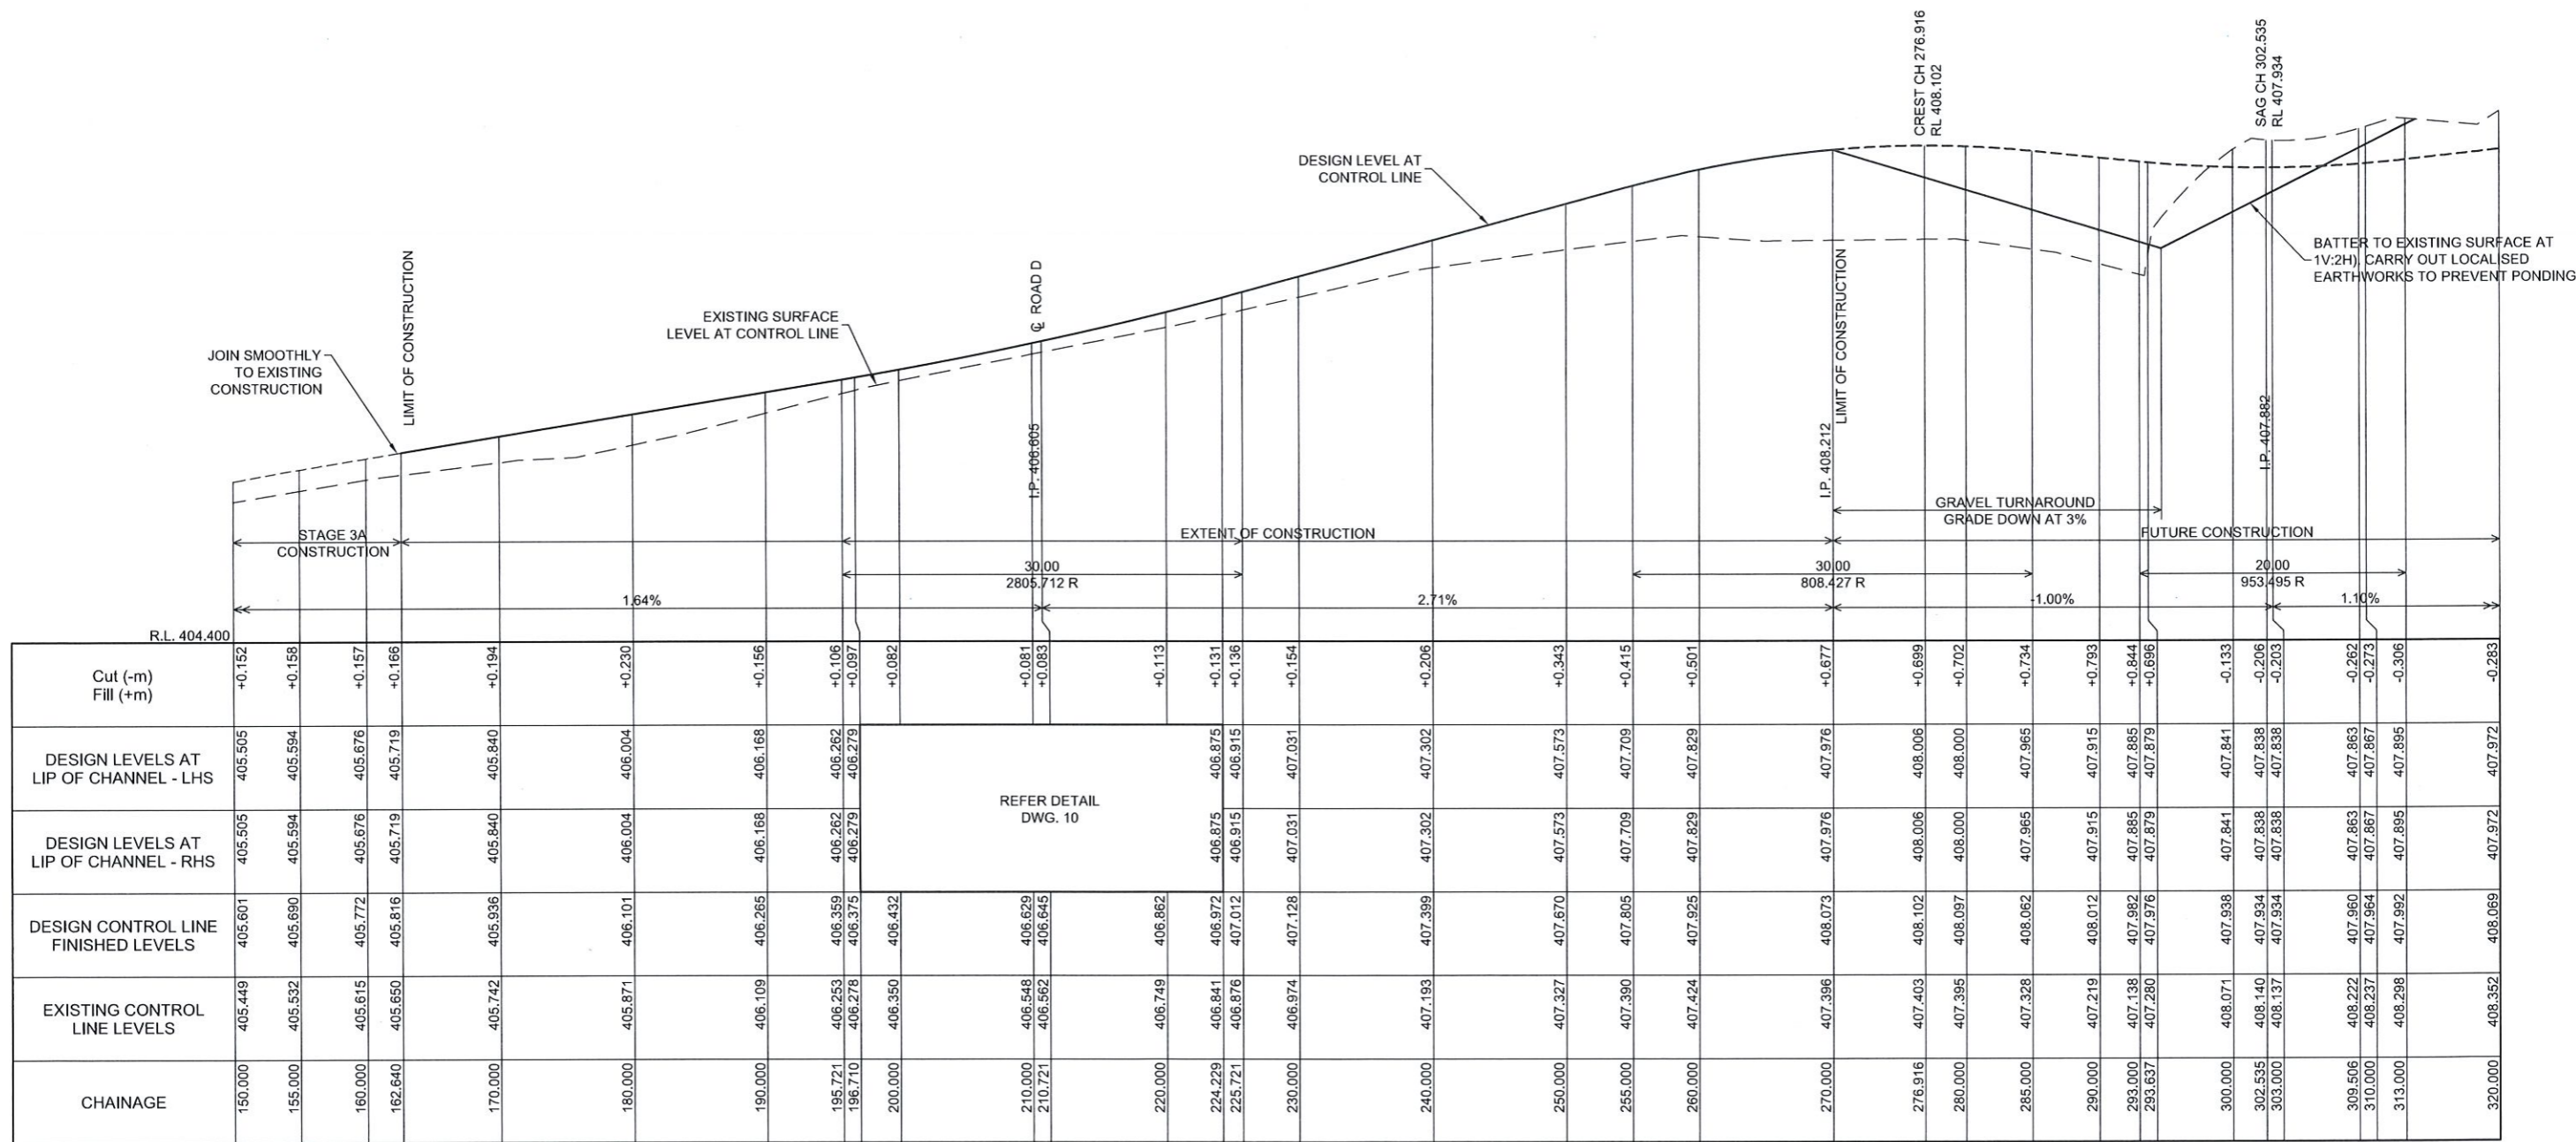 CREST CH 276.916
RL 408.102
SAG CH 302.535
RL 407.934
DESIGN LEVEL AT
CONTROL LINE
BATTER TO EXISTING SURFACE AT
1V:2H). CARRY OUT LOCALISED
EARTHWORKS TO PREVENT PONDING
LIMIT OF CONSTRUCTION
EXISTING SURFACE
LEVEL AT CONTROL LINE
℄ ROAD D
LIMIT OF CONSTRUCTION
JOIN SMOOTHLY
TO EXISTING
CONSTRUCTION
I.P. 406.605
I.P. 408.212
I.P. 407.882
GRAVEL TURNAROUND
GRADE DOWN AT 3%
STAGE 3A
CONSTRUCTION
EXTENT OF CONSTRUCTION
FUTURE CONSTRUCTION
30.00
2805.712 R
30.00
808.427 R
20.00
953.495 R
1.64%
2.71%
-1.00%
1.10%
R.L. 404.400
Cut (-m)
Fill (+m)
+0.152 +0.158 +0.157 +0.166 +0.194 +0.230 +0.156 +0.106 +0.097 +0.082 +0.081 +0.083 +0.113 +0.131 +0.136 +0.154 +0.206 +0.343 +0.415 +0.501 +0.677 +0.699 +0.702 +0.734 +0.793 +0.844 +0.696 -0.133 -0.206 -0.203 -0.262 -0.273 -0.306 -0.283
DESIGN LEVELS AT
LIP OF CHANNEL - LHS
405.505 405.594 405.676 405.719 405.840 406.004 406.168 406.262 406.279 406.875 406.915 407.031 407.302 407.573 407.709 407.829 407.976 408.006 408.000 407.965 407.915 407.885 407.879 407.841 407.838 407.838 407.863 407.867 407.895 407.972
REFER DETAIL
DWG. 10
DESIGN LEVELS AT
LIP OF CHANNEL - RHS
405.505 405.594 405.676 405.719 405.840 406.004 406.168 406.262 406.279 406.875 406.915 407.031 407.302 407.573 407.709 407.829 407.976 408.006 408.000 407.965 407.915 407.885 407.879 407.841 407.838 407.838 407.863 407.867 407.895 407.972
DESIGN CONTROL LINE
FINISHED LEVELS
405.601 405.690 405.772 405.816 405.936 406.101 406.265 406.359 406.375 406.432 406.629 406.645 406.862 406.972 407.012 407.128 407.399 407.670 407.805 407.925 408.073 408.102 408.097 408.062 408.012 407.982 407.976 407.938 407.934 407.934 407.960 407.964 407.992 408.069
EXISTING CONTROL
LINE LEVELS
405.449 405.532 405.615 405.650 405.742 405.871 406.109 406.253 406.278 406.350 406.548 406.562 406.749 406.841 406.876 406.974 407.193 407.327 407.390 407.424 407.396 407.403 407.395 407.328 407.219 407.138 407.280 408.071 408.140 408.137 408.222 408.237 408.298 408.352
CHAINAGE
150.000 155.000 160.000 162.640 170.000 180.000 190.000 195.721 196.710 200.000 210.000 210.721 220.000 224.229 225.721 230.000 240.000 250.000 255.000 260.000 270.000 276.916 280.000 285.000 290.000 293.000 293.637 300.000 302.535 303.000 309.506 310.000 313.000 320.000